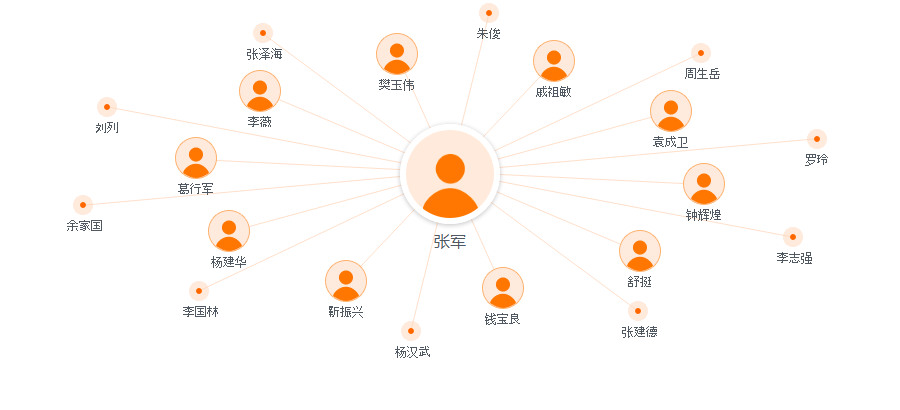 朱俊
张泽海
周生岳
樊玉伟
戚祖敏
李薇
刘列
袁成卫
罗玲
葛行军
钟辉煌
余家国
张军
李志强
杨建华
舒挺
李国林
靳振兴
钱宝良
张建德
杨汉武